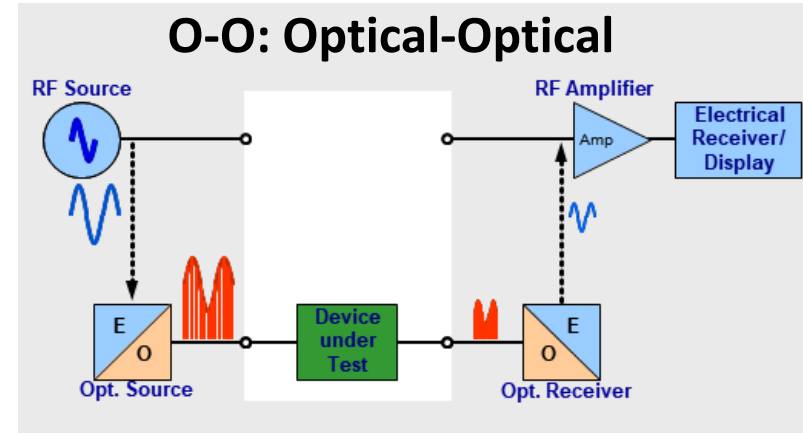 O-O: Optical-Optical
RF Source
RF Amplifier
Amp
Electrical
Receiver/
Display
E
O
Opt. Source
Device
under
Test
E
O
Opt. Receiver